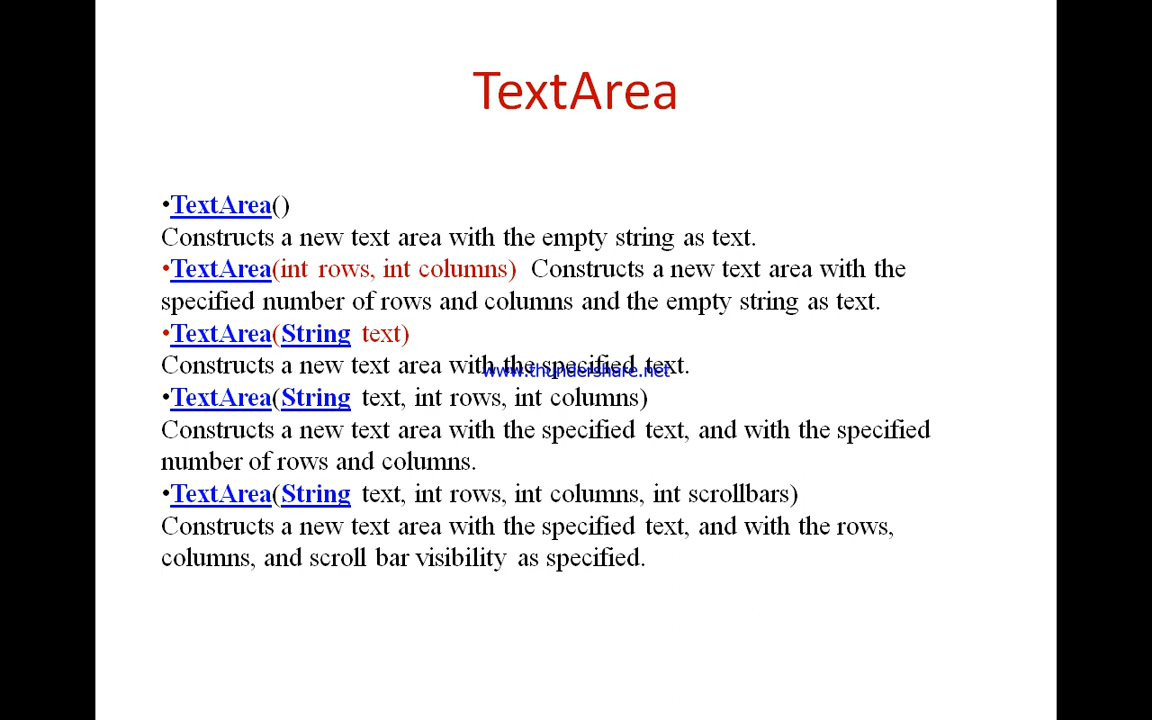 TextArea
•TextArea()
Constructs a new text area with the empty string as text.
•TextArea(int rows, int columns) Constructs a new text area with the
specified number of rows and columns and the empty string as text.
•TextArea(String text)
Constructs a new text area with the specified text.
www.thundershare.net
•TextArea(String text, int rows, int columns)
Constructs a new text area with the specified text, and with the specified
number of rows and columns.
•TextArea(String text, int rows, int columns, int scrollbars)
Constructs a new text area with the specified text, and with the rows,
columns, and scroll bar visibility as specified.